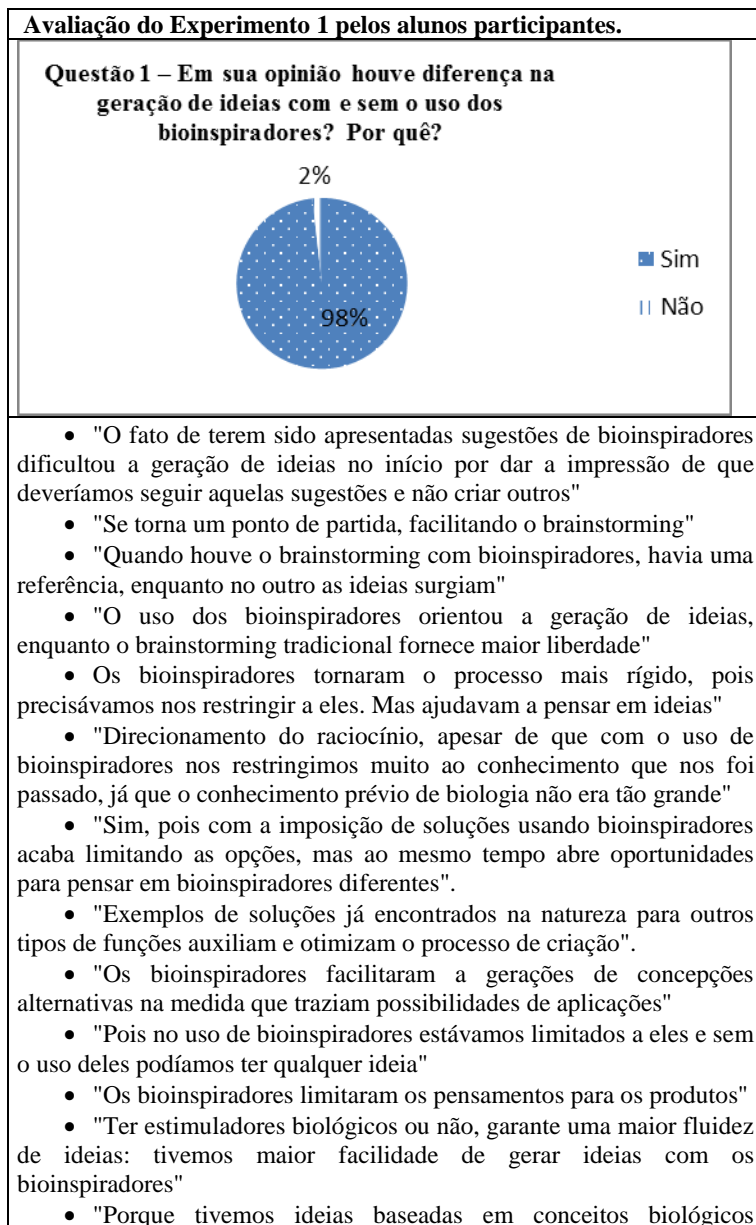 Avaliação do Experimento 1 pelos alunos participantes.
Questão 1 – Em sua opinião houve diferença na
geração de ideias com e sem o uso dos
bioinspiradores? Por quê?
2%
98%
Sim
Não
• "O fato de terem sido apresentadas sugestões de bioinspiradores
dificultou a geração de ideias no início por dar a impressão de que
deveríamos seguir aquelas sugestões e não criar outros"
• "Se torna um ponto de partida, facilitando o brainstorming"
• "Quando houve o brainstorming com bioinspiradores, havia uma
referência, enquanto no outro as ideias surgiam"
• "O uso dos bioinspiradores orientou a geração de ideias,
enquanto o brainstorming tradicional fornece maior liberdade"
• Os bioinspiradores tornaram o processo mais rígido, pois
precisávamos nos restringir a eles. Mas ajudavam a pensar em ideias"
• "Direcionamento do raciocínio, apesar de que com o uso de
bioinspiradores nos restringimos muito ao conhecimento que nos foi
passado, já que o conhecimento prévio de biologia não era tão grande"
• "Sim, pois com a imposição de soluções usando bioinspiradores
acaba limitando as opções, mas ao mesmo tempo abre oportunidades
para pensar em bioinspiradores diferentes".
• "Exemplos de soluções já encontrados na natureza para outros
tipos de funções auxiliam e otimizam o processo de criação".
• "Os bioinspiradores facilitaram a gerações de concepções
alternativas na medida que traziam possibilidades de aplicações"
• "Pois no uso de bioinspiradores estávamos limitados a eles e sem
o uso deles podíamos ter qualquer ideia"
• "Os bioinspiradores limitaram os pensamentos para os produtos"
• "Ter estimuladores biológicos ou não, garante uma maior fluidez
de ideias: tivemos maior facilidade de gerar ideias com os
bioinspiradores"
• "Porque tivemos ideias baseadas em conceitos biológicos